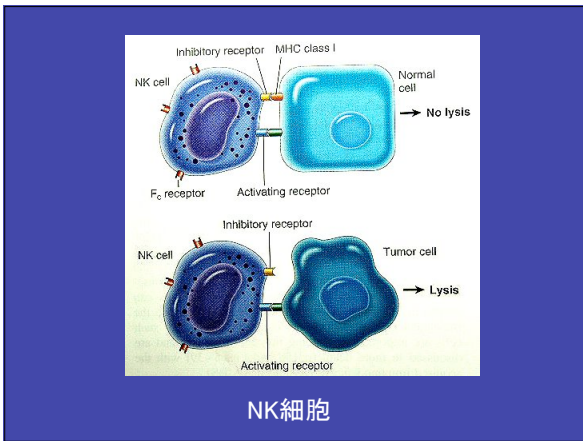 Inhibitory receptor
MHC class I
NK cell
Normal
cell
No lysis
Fc receptor
Activating receptor
Inhibitory receptor
NK cell
Tumor cell
Lysis
Activating receptor
NK細胞